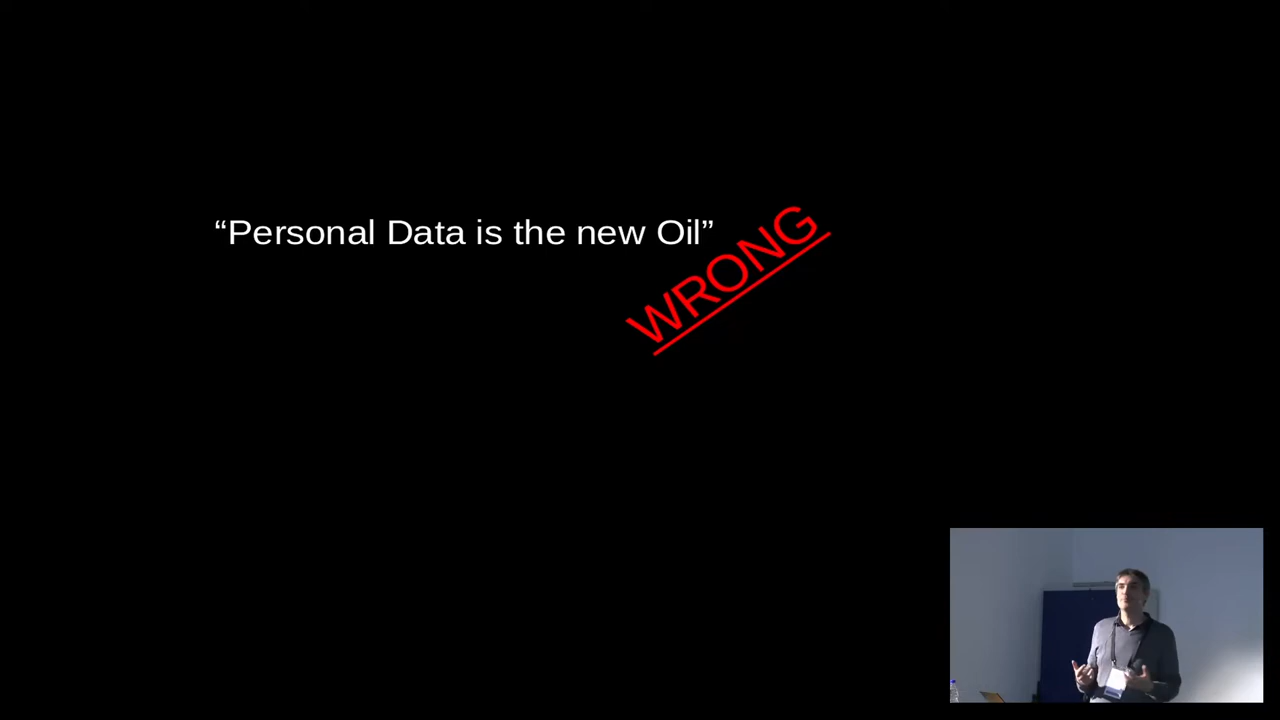 “Personal Data is the new Oil”
WRONG